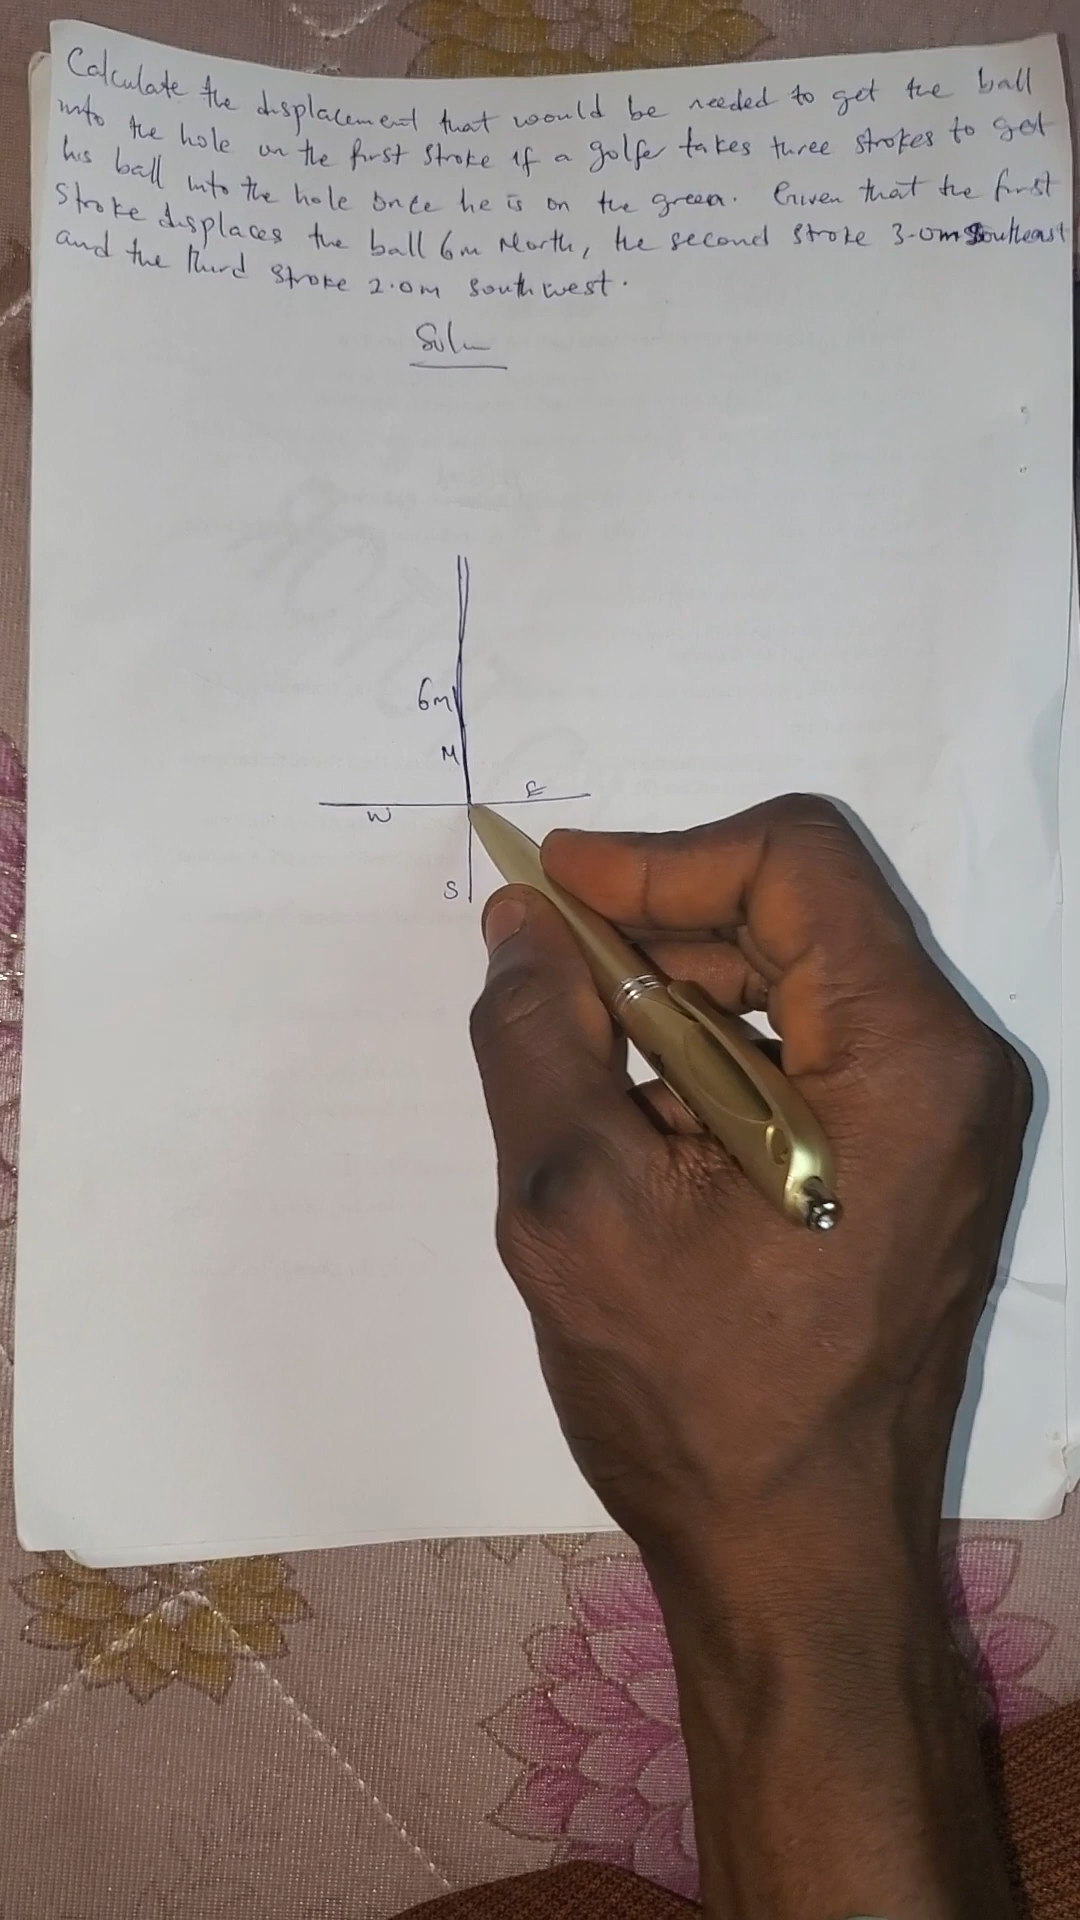 Calculate the displacement that would be needed to get the ball
into the hole on the first stroke if a golfer takes three strokes to get
his ball into the hole once he is on the green. Given that the first
stroke displaces the ball 6m North, the second stroke 3.0m Southeast
and the third stroke 2.0m southwest.
Soln
6m
N
E
W
S